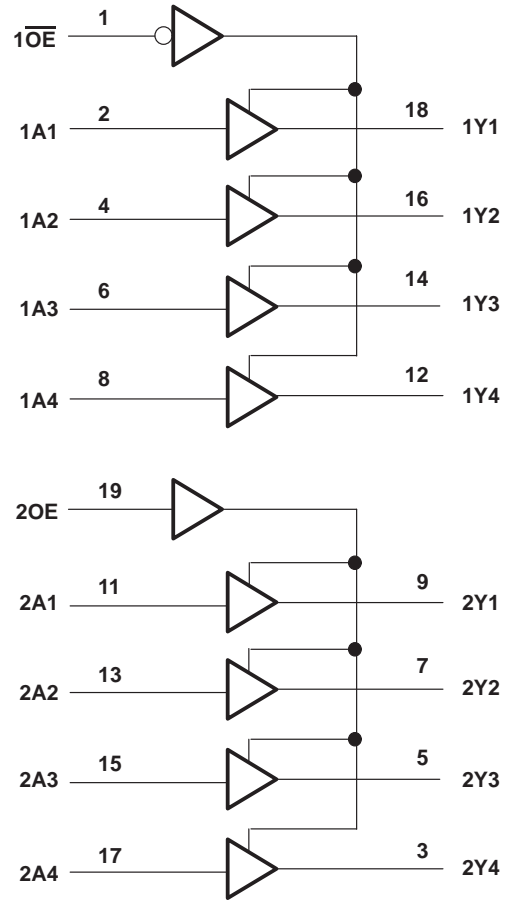 1O̅E̅ 1
1A1 2 18 1Y1
1A2 4 16 1Y2
1A3 6 14 1Y3
1A4 8 12 1Y4
2OE 19
2A1 11 9 2Y1
2A2 13 7 2Y2
2A3 15 5 2Y3
2A4 17 3 2Y4